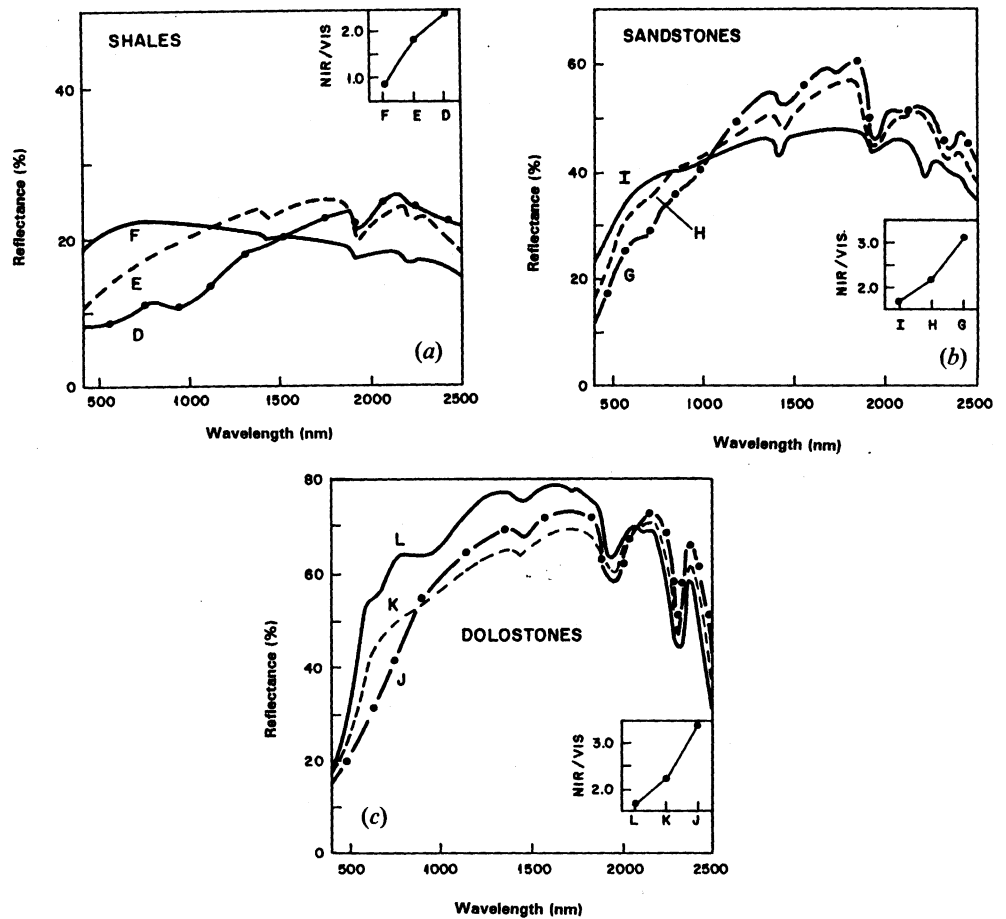 SHALES
NIR/VIS
2.0
1.0
F E D
Reflectance (%)
40
20
0
F
E
D
(a)
500 1000 1500 2000 2500
Wavelength (nm)
SANDSTONES
Reflectance (%)
60
40
20
0
I
H
G
NIR/VIS
3.0
2.0
I H G
(b)
500 1000 1500 2000 2500
Wavelength (nm)
Reflectance (%)
80
60
40
20
0
L
K
J
DOLOSTONES
NIR/VIS
3.0
2.0
L K J
(c)
500 1000 1500 2000 2500
Wavelength (nm)